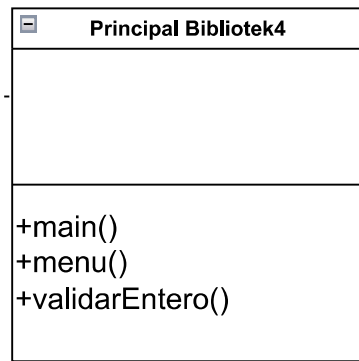 Principal Bibliotek4
-
+main()
+menu()
+validarEntero()